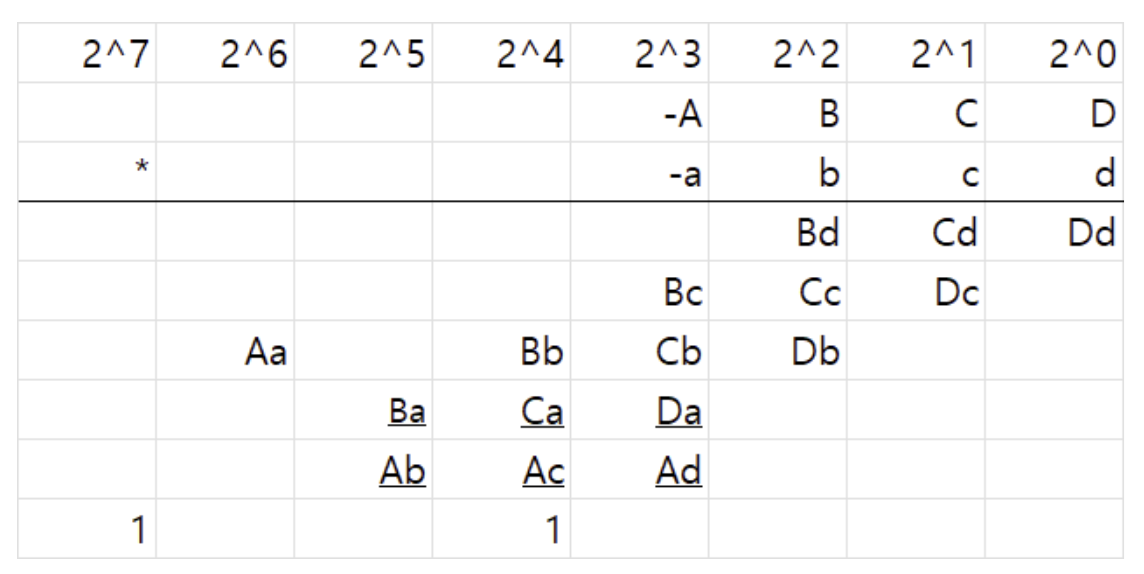 2^7 2^6 2^5 2^4 2^3 2^2 2^1 2^0
-A B C D
* -a b c d
Bd Cd Dd
Bc Cc Dc
Aa Bb Cb Db
Ba Ca Da
Ab Ac Ad
1 1